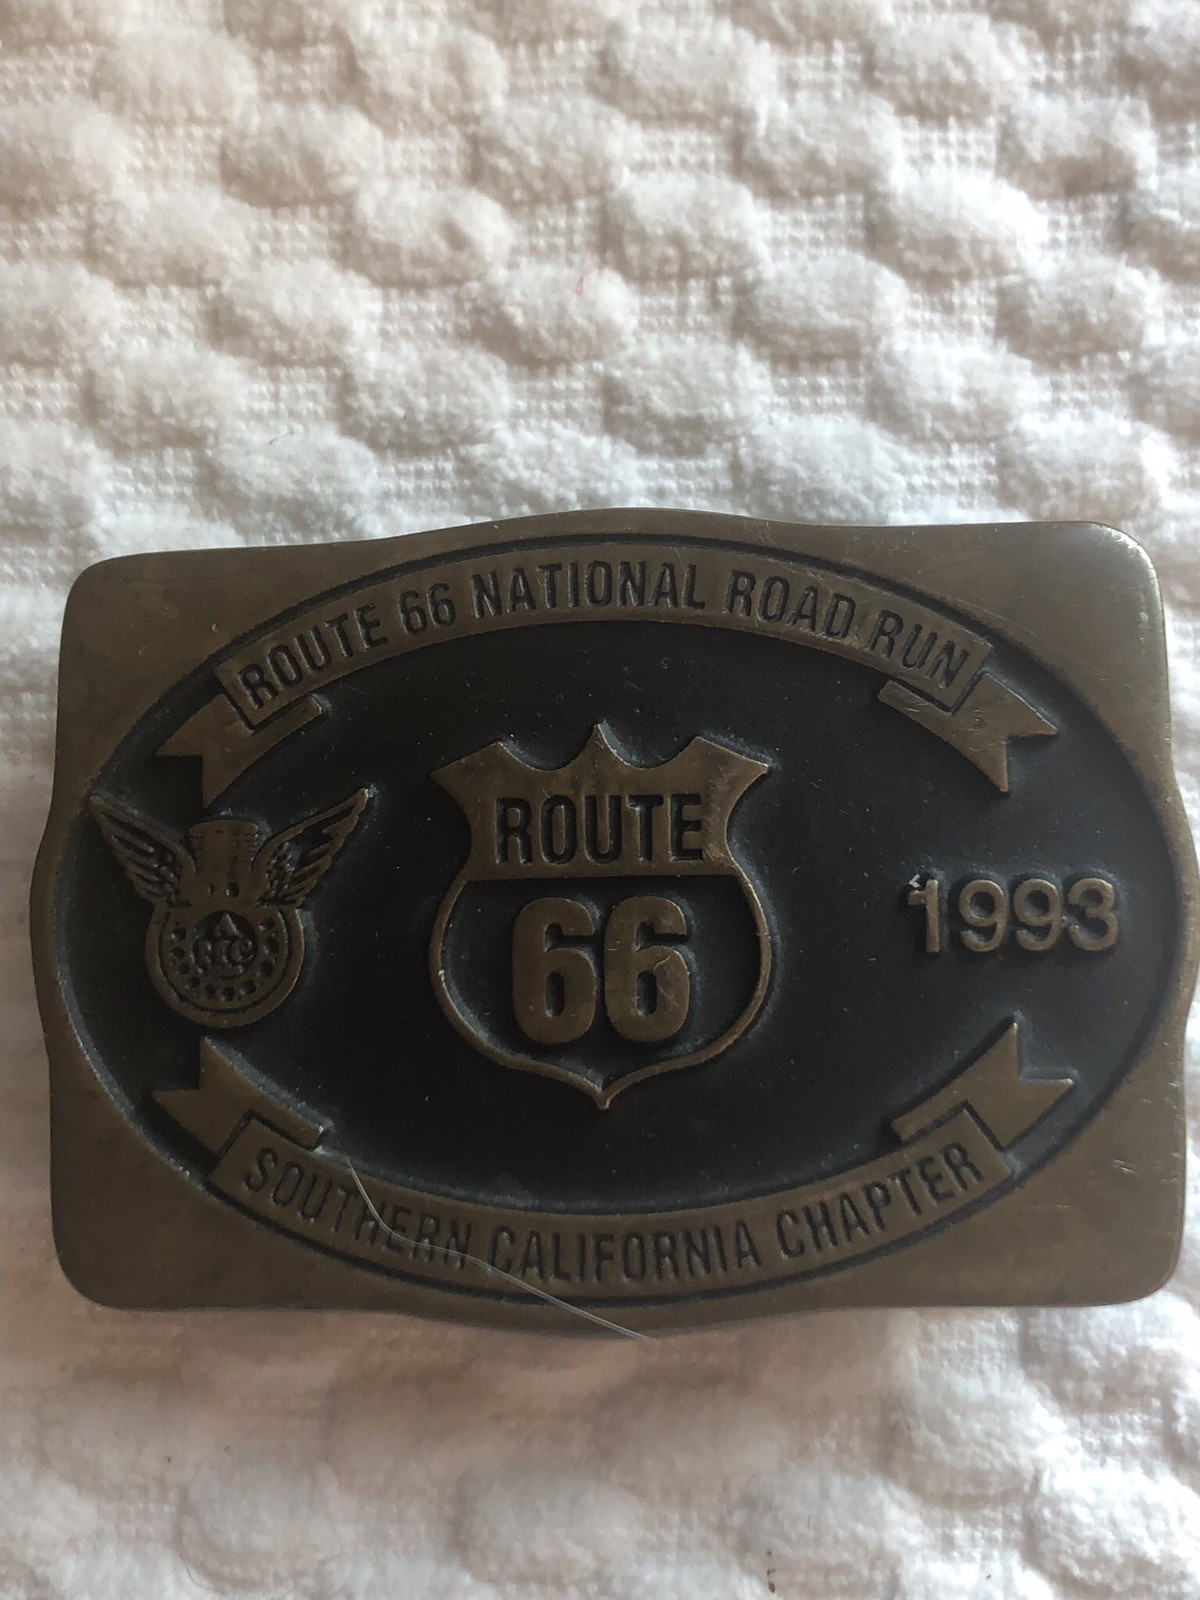 ROUTE 66 NATIONAL ROAD RUN
ROUTE
66
1993
SOUTHERN CALIFORNIA CHAPTER